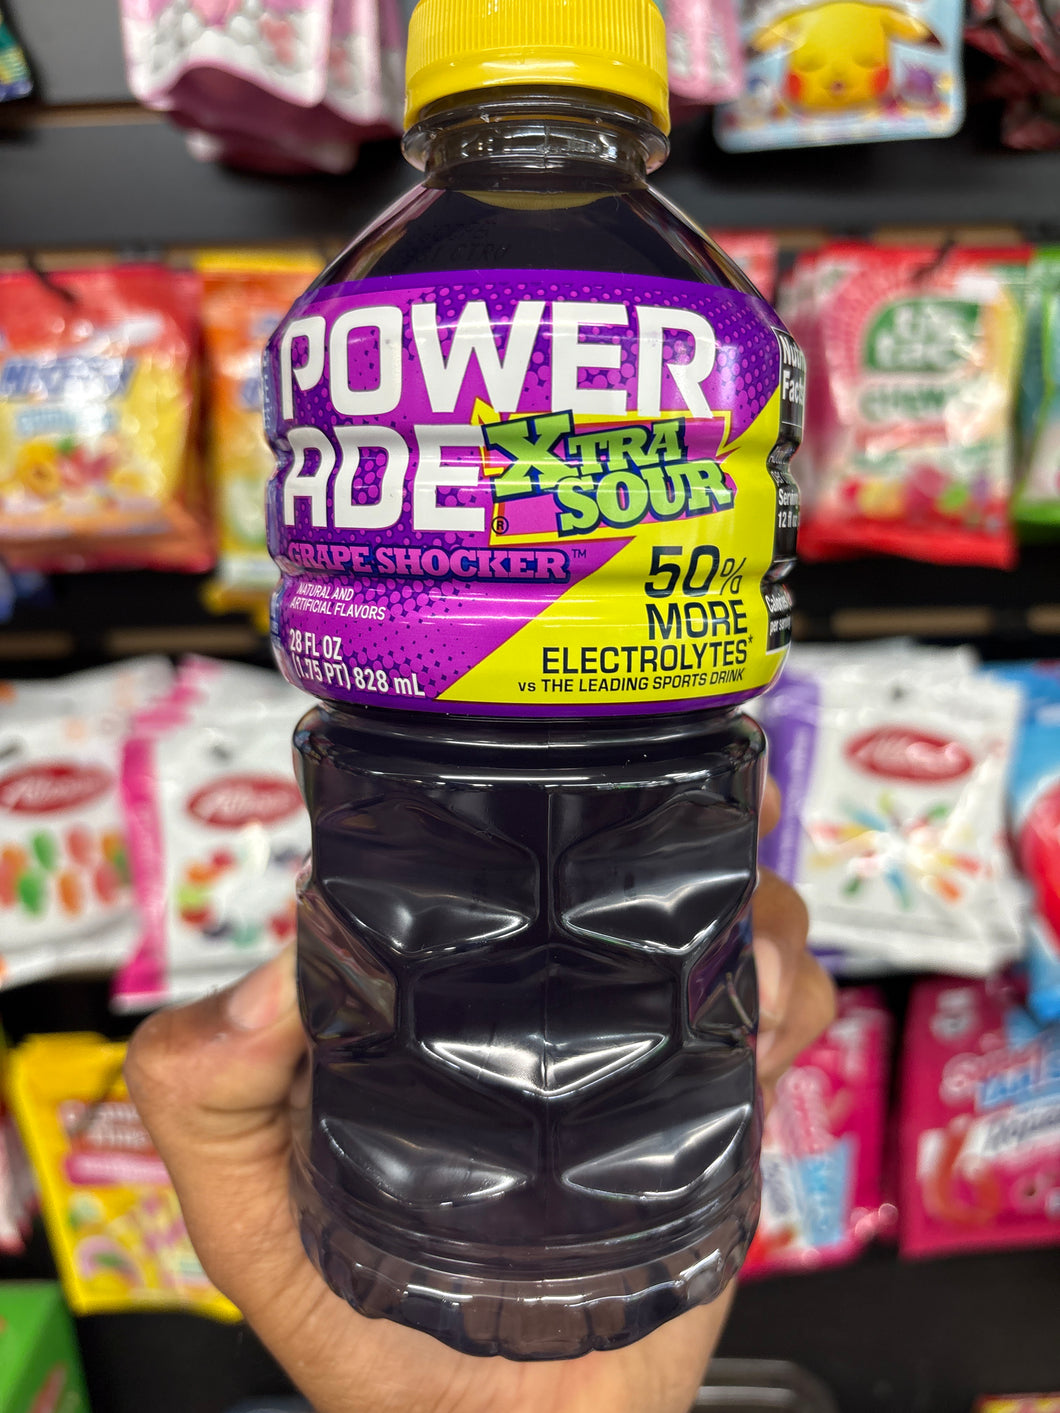 POWER
ADE®
XTRA
SOUR
GRAPE SHOCKER™
NATURAL AND
ARTIFICIAL FLAVORS
28 FL OZ
(1.75 PT) 828 mL
50%
MORE
ELECTROLYTES*
VS THE LEADING SPORTS DRINK